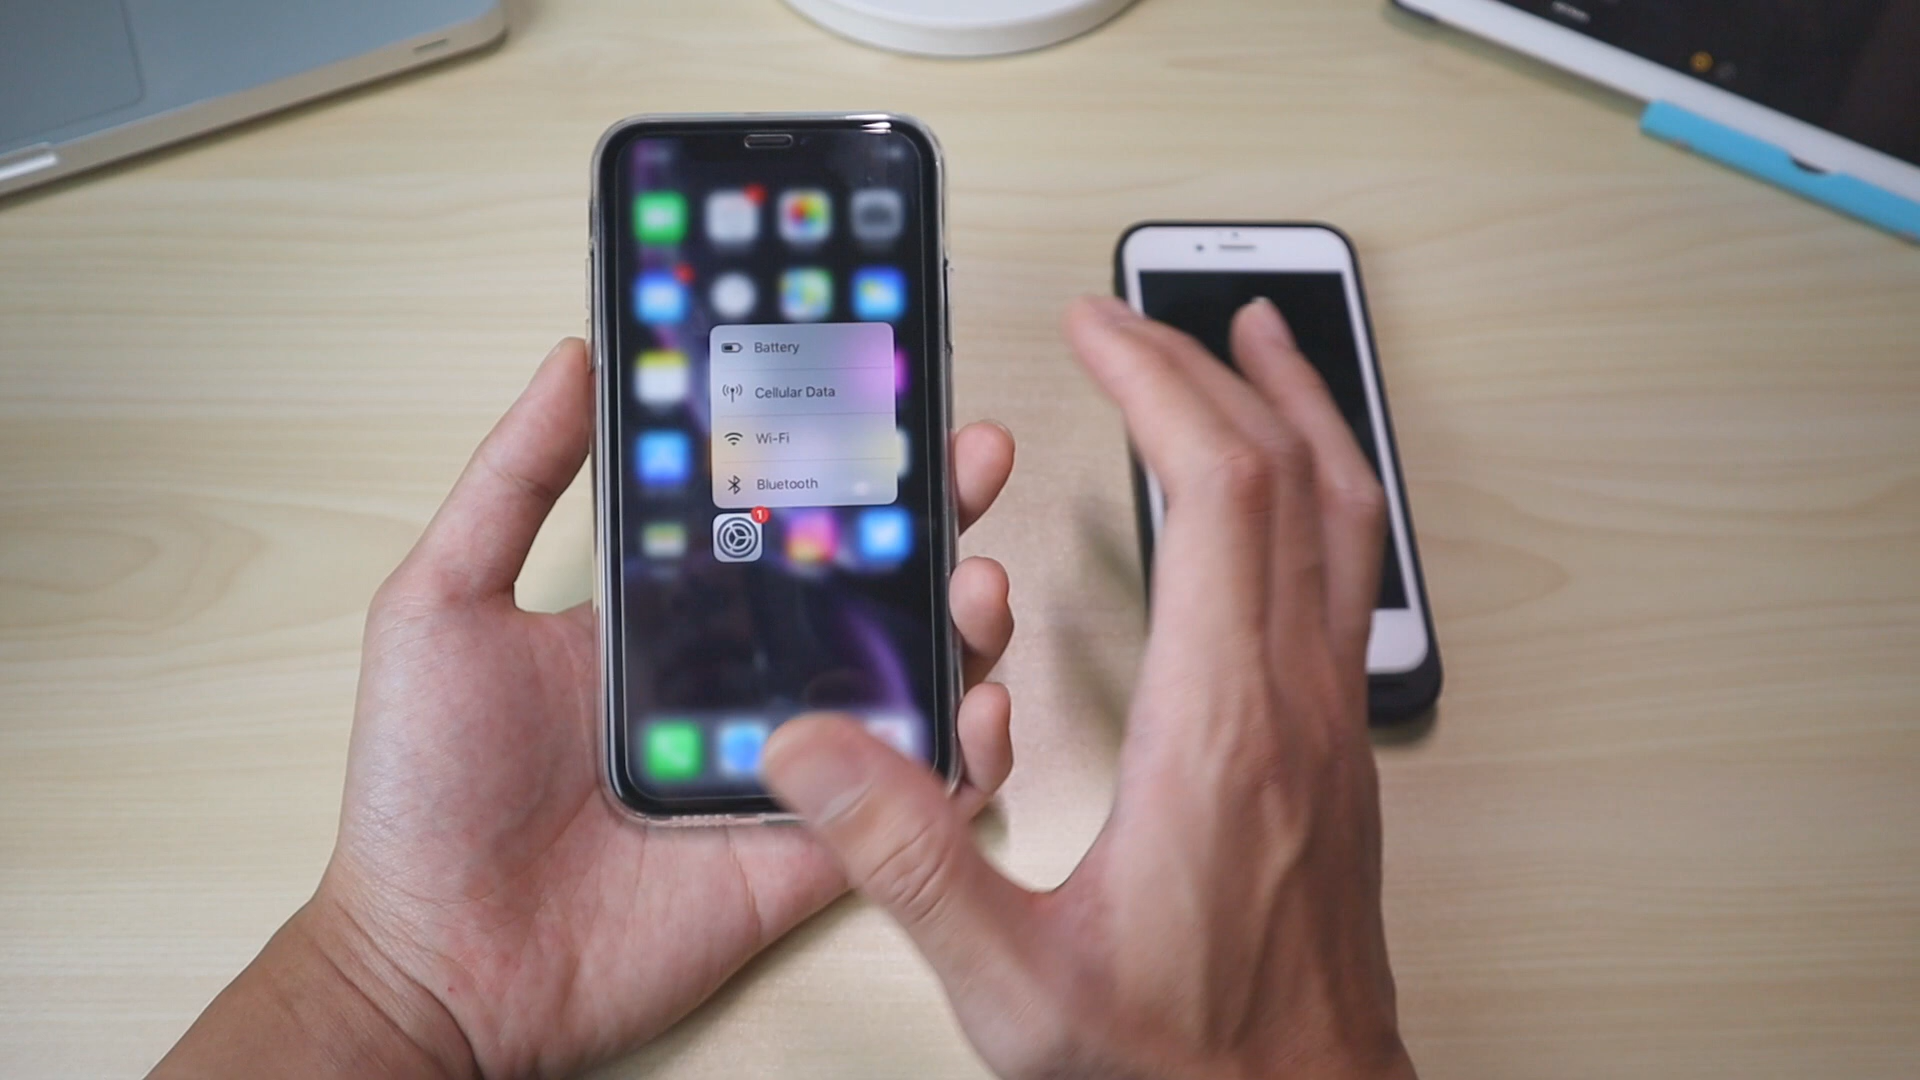 Battery
Cellular Data
Wi-Fi
Bluetooth
1